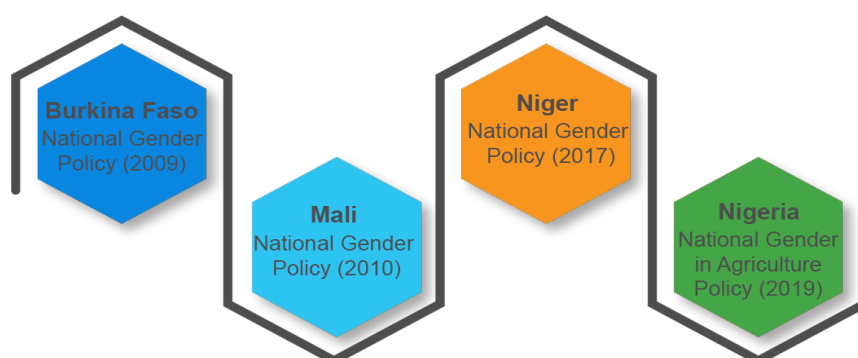 Burkina Faso
National Gender
Policy (2009)
Mali
National Gender
Policy (2010)
Niger
National Gender
Policy (2017)
Nigeria
National Gender
in Agriculture
Policy (2019)